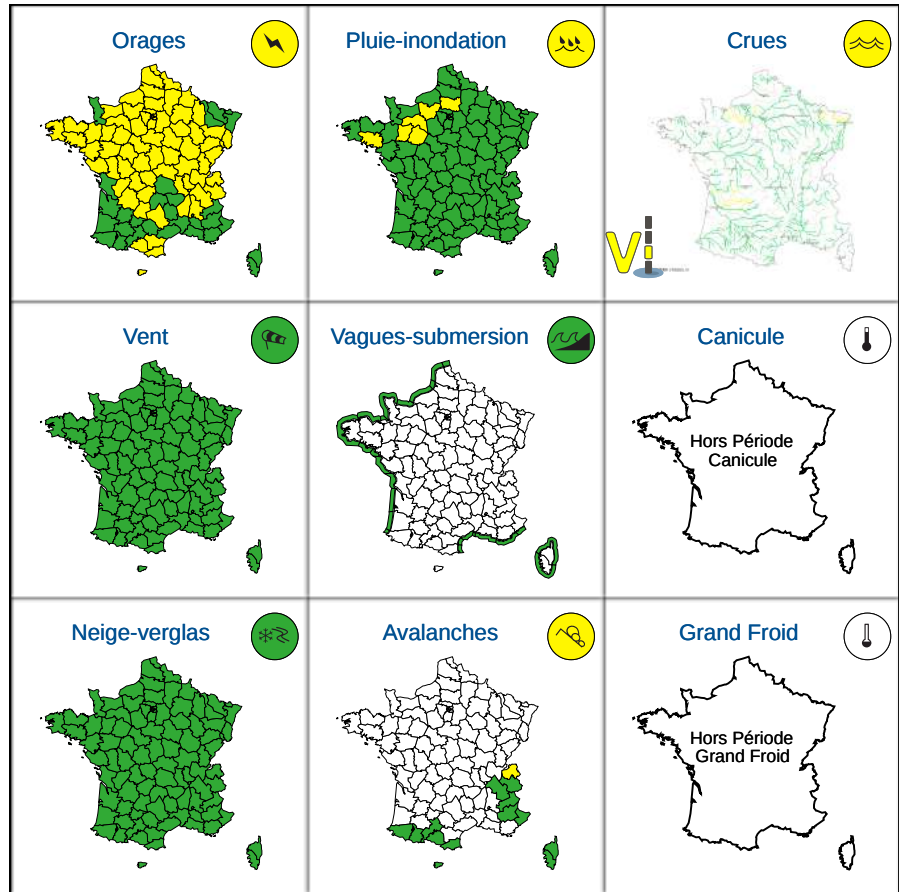 Orages
Pluie-inondation
Crues
Vi
Vent
Vagues-submersion
Canicule
Hors Période
Canicule
Neige-verglas
Avalanches
Grand Froid
Hors Période
Grand Froid